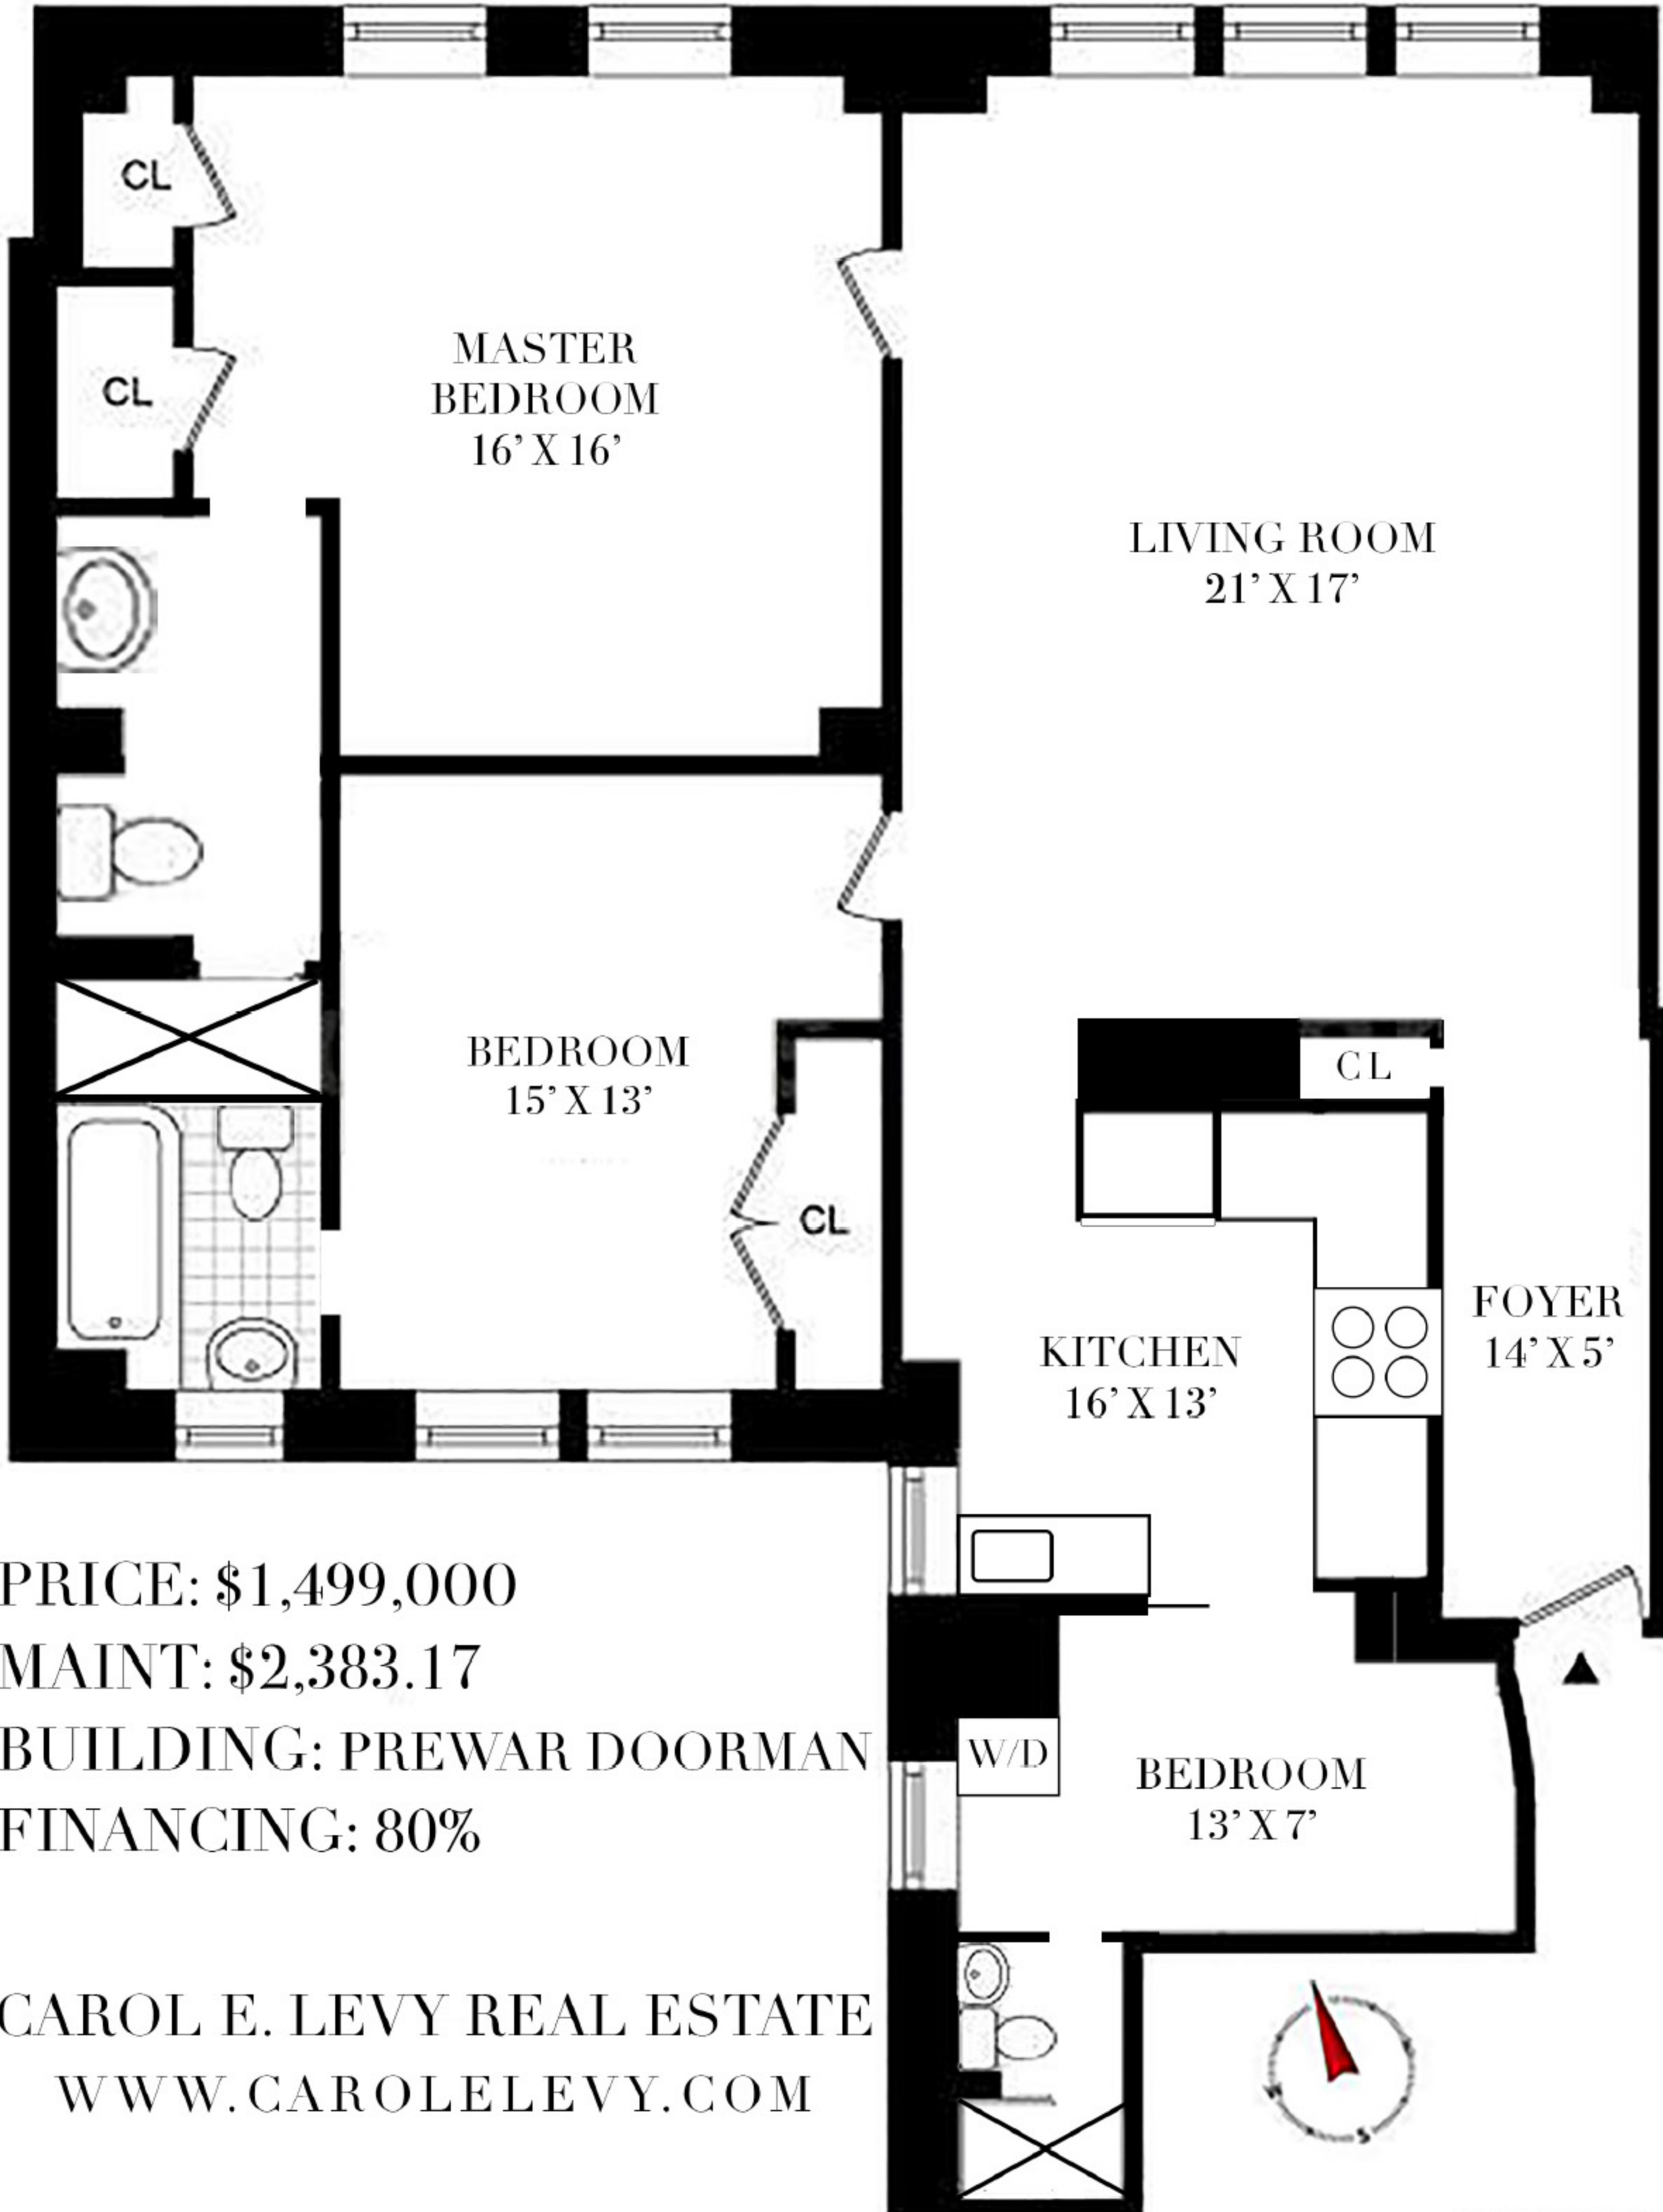 CL
CL
MASTER
BEDROOM
16’ X 16’
LIVING ROOM
21’ X 17’
BEDROOM
15’ X 13’
CL
CL
KITCHEN
16’ X 13’
FOYER
14’ X 5’
W/D
BEDROOM
13’ X 7’
PRICE: $1,499,000
MAINT: $2,383.17
BUILDING: PREWAR DOORMAN
FINANCING: 80%
CAROL E. LEVY REAL ESTATE
WWW.CAROLELEVY.COM
S